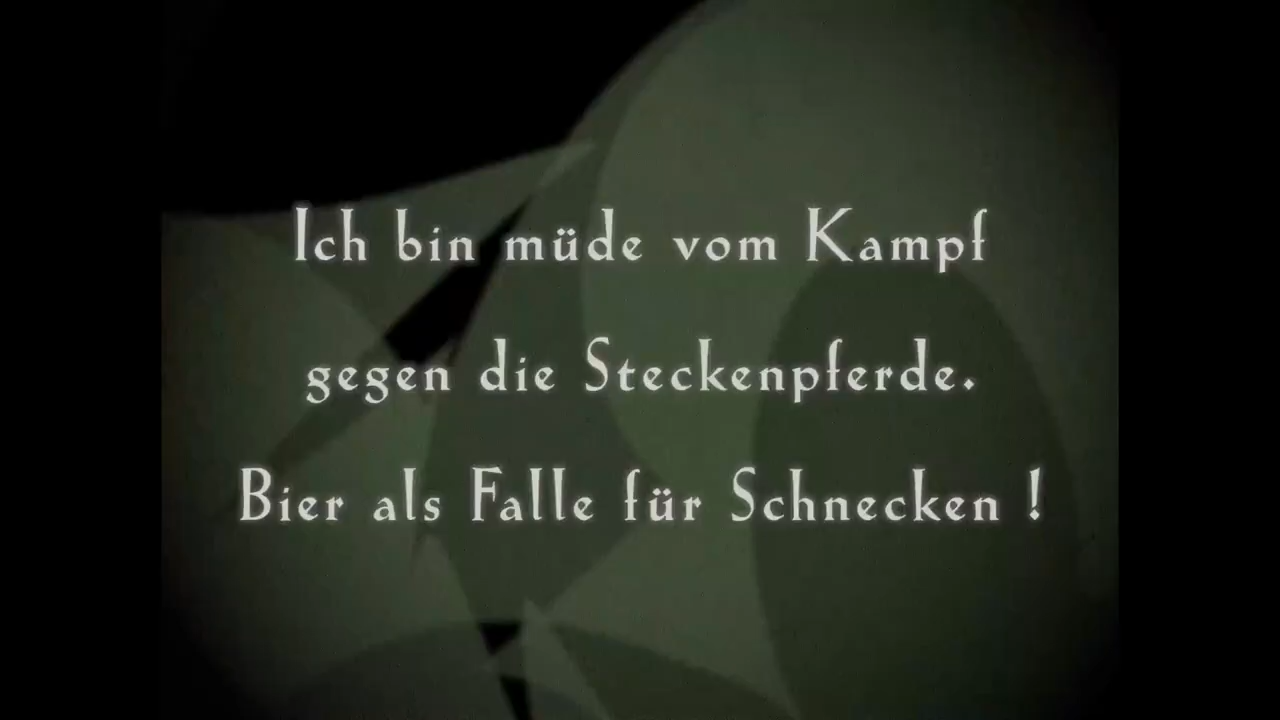 Ich bin müde vom Kampf
gegen die Steckenpferde.
Bier als Falle für Schnecken !